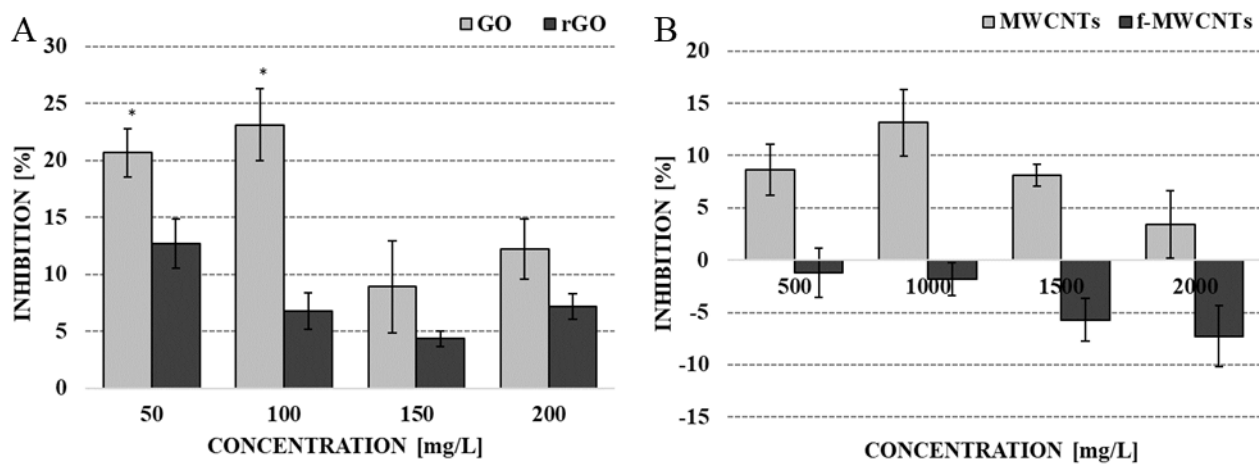 A
GO rGO
30
25
20
15
10
5
0
INHIBITION [%]
* *
50 100 150 200
CONCENTRATION [mg/L]
B
MWCNTs f-MWCNTs
20
15
10
5
0
-5
-10
-15
INHIBITION [%]
500 1000 1500 2000
CONCENTRATION [mg/L]